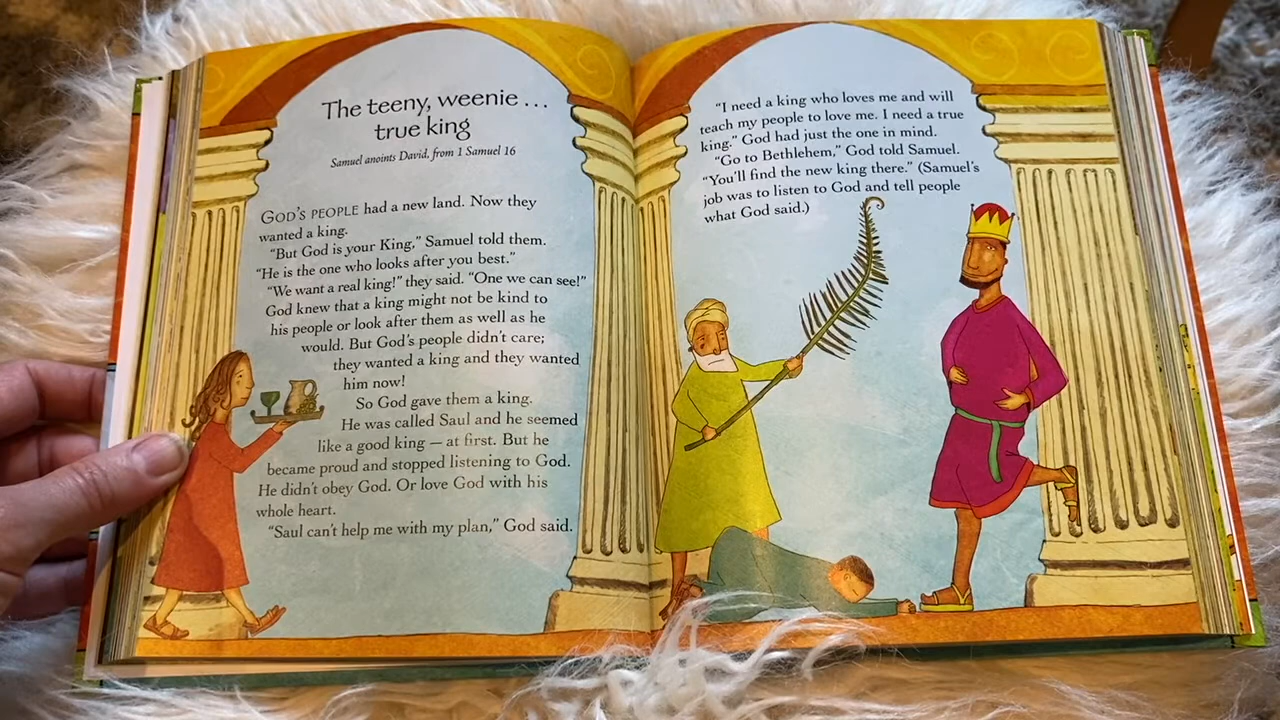 The teeny, weenie ...
true king
Samuel anoints David, from 1 Samuel 16
GOD'S PEOPLE had a new land. Now they
wanted a king.
"But God is your King," Samuel told them.
"He is the one who looks after you best."
"We want a real king!" they said. "One we can see!"
God knew that a king might not be kind to
his people or look after them as well as he
would. But God's people didn't care;
they wanted a king and they wanted
him now!
So God gave them a king.
He was called Saul and he seemed
like a good king — at first. But he
became proud and stopped listening to God.
He didn't obey God. Or love God with his
whole heart.
"Saul can't help me with my plan," God said.
"I need a king who loves me and will
teach my people to love me. I need a true
king." God had just the one in mind.
"Go to Bethlehem," God told Samuel.
"You'll find the new king there." (Samuel's
job was to listen to God and tell people
what God said.)